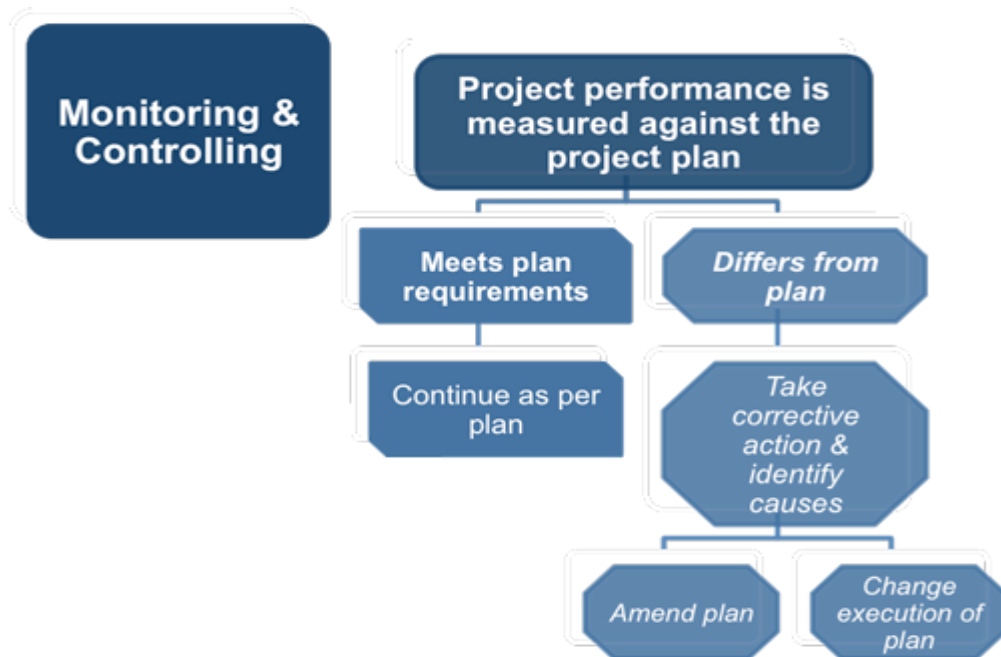 Monitoring &
Controlling
Project performance is
measured against the
project plan
Meets plan
requirements
Differs from
plan
Continue as per
plan
Take
corrective
action &
identify
causes
Amend plan
Change
execution of
plan